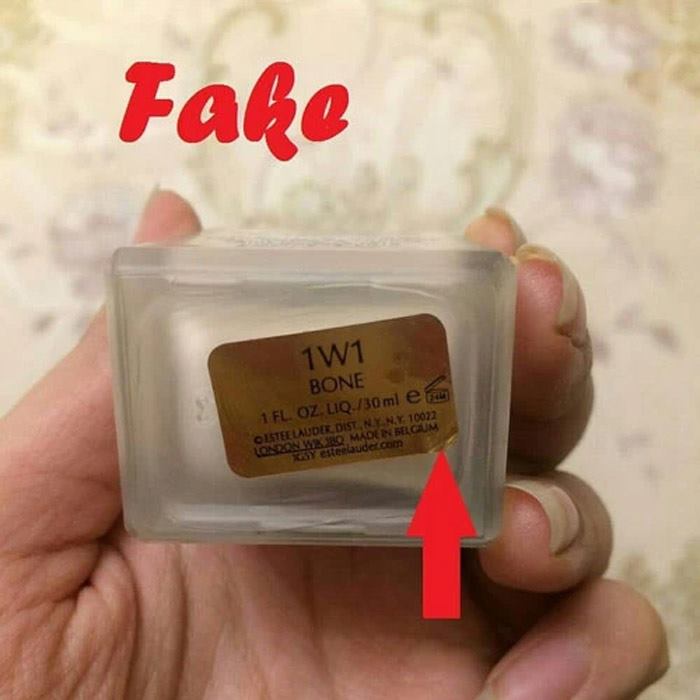 Fake
1W1
BONE
1 FL. OZ. LIQ./30 ml e 24M
©ESTEE LAUDER, DIST., N.Y., N.Y. 10022
LONDON W1K 3BQ MADE IN BELGIUM
esteelauder.com